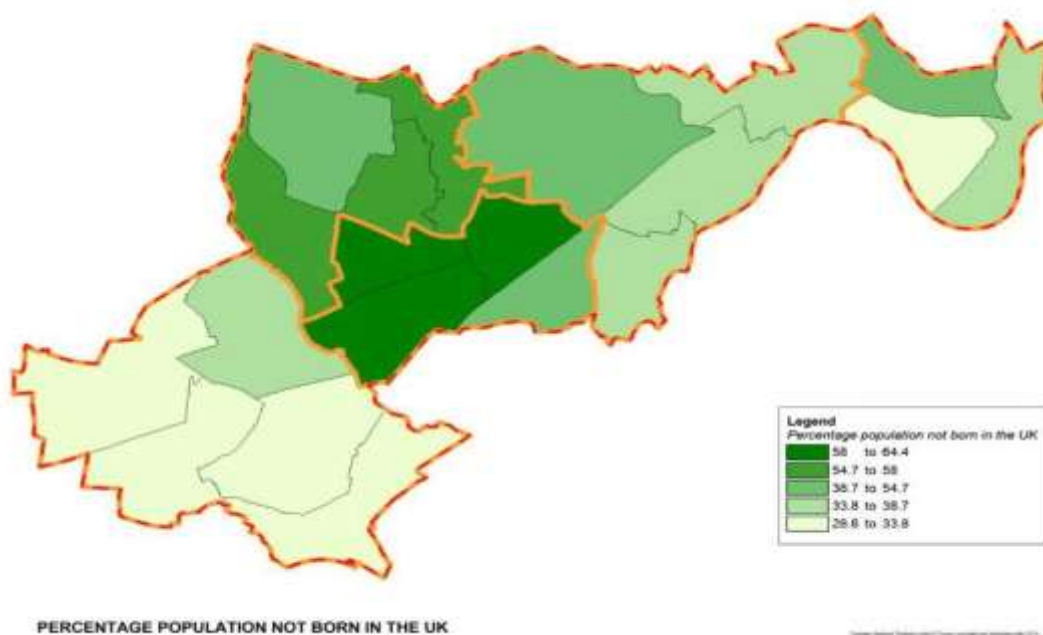 Legend
Percentage population not born in the UK
58 to 64.4
54.7 to 58
38.7 to 54.7
33.8 to 38.7
28.6 to 33.8
PERCENTAGE POPULATION NOT BORN IN THE UK